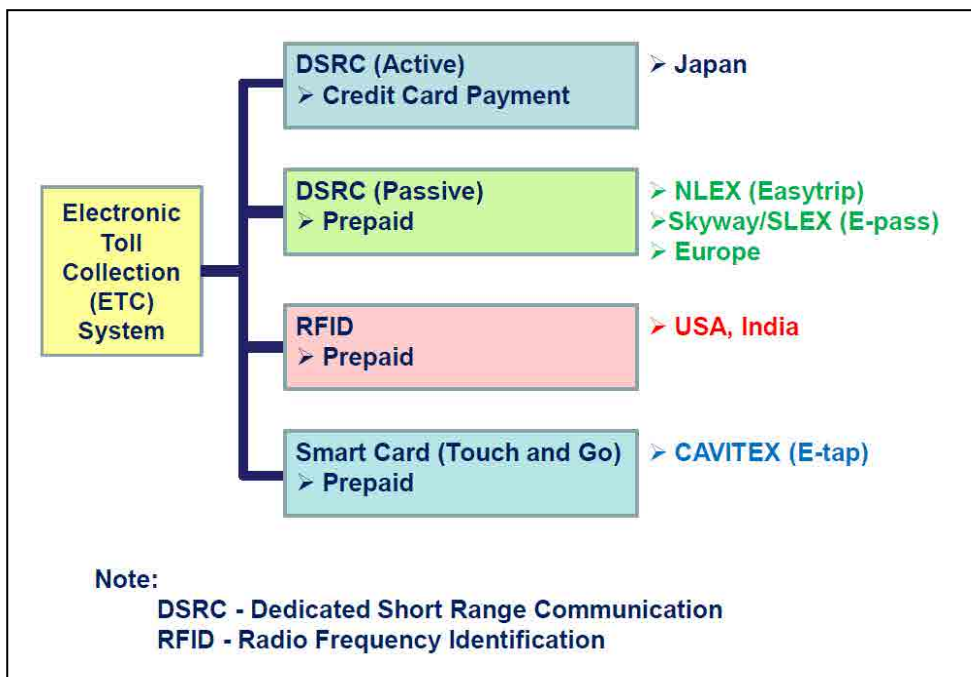 Electronic
Toll
Collection
(ETC)
System
DSRC (Active)
➢ Credit Card Payment
➢ Japan
DSRC (Passive)
➢ Prepaid
➢ NLEX (Easytrip)
➢Skyway/SLEX (E-pass)
➢ Europe
RFID
➢ Prepaid
➢ USA, India
Smart Card (Touch and Go)
➢ Prepaid
➢ CAVITEX (E-tap)
Note:
DSRC - Dedicated Short Range Communication
RFID - Radio Frequency Identification